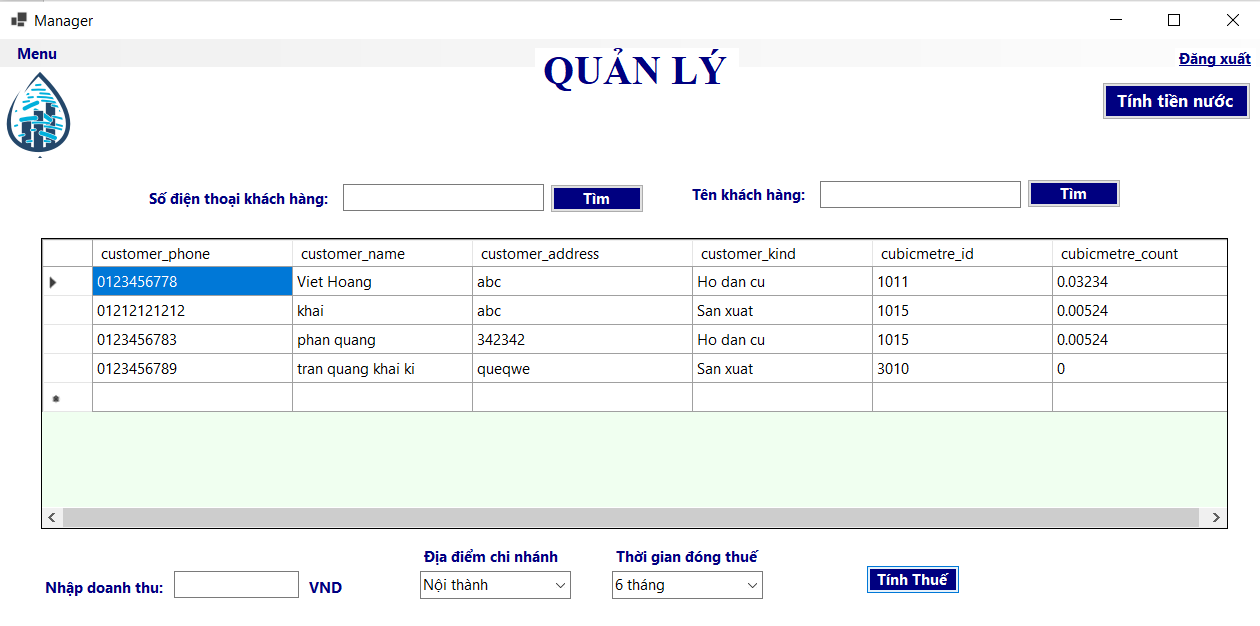 Manager
Menu
QUẢN LÝ
Đăng xuất
Tính tiền nước
Số điện thoại khách hàng: Tìm Tên khách hàng: Tìm
customer_phone customer_name customer_address customer_kind cubicmetre_id cubicmetre_count
0123456778 Viet Hoang abc Ho dan cu 1011 0.03234
01212121212 khai abc San xuat 1015 0.00524
0123456783 phan quang 342342 Ho dan cu 1015 0.00524
0123456789 tran quang khai ki queqwe San xuat 3010 0
Địa điểm chi nhánh Thời gian đóng thuế
Nhập doanh thu: VND Nội thành 6 tháng Tính Thuế